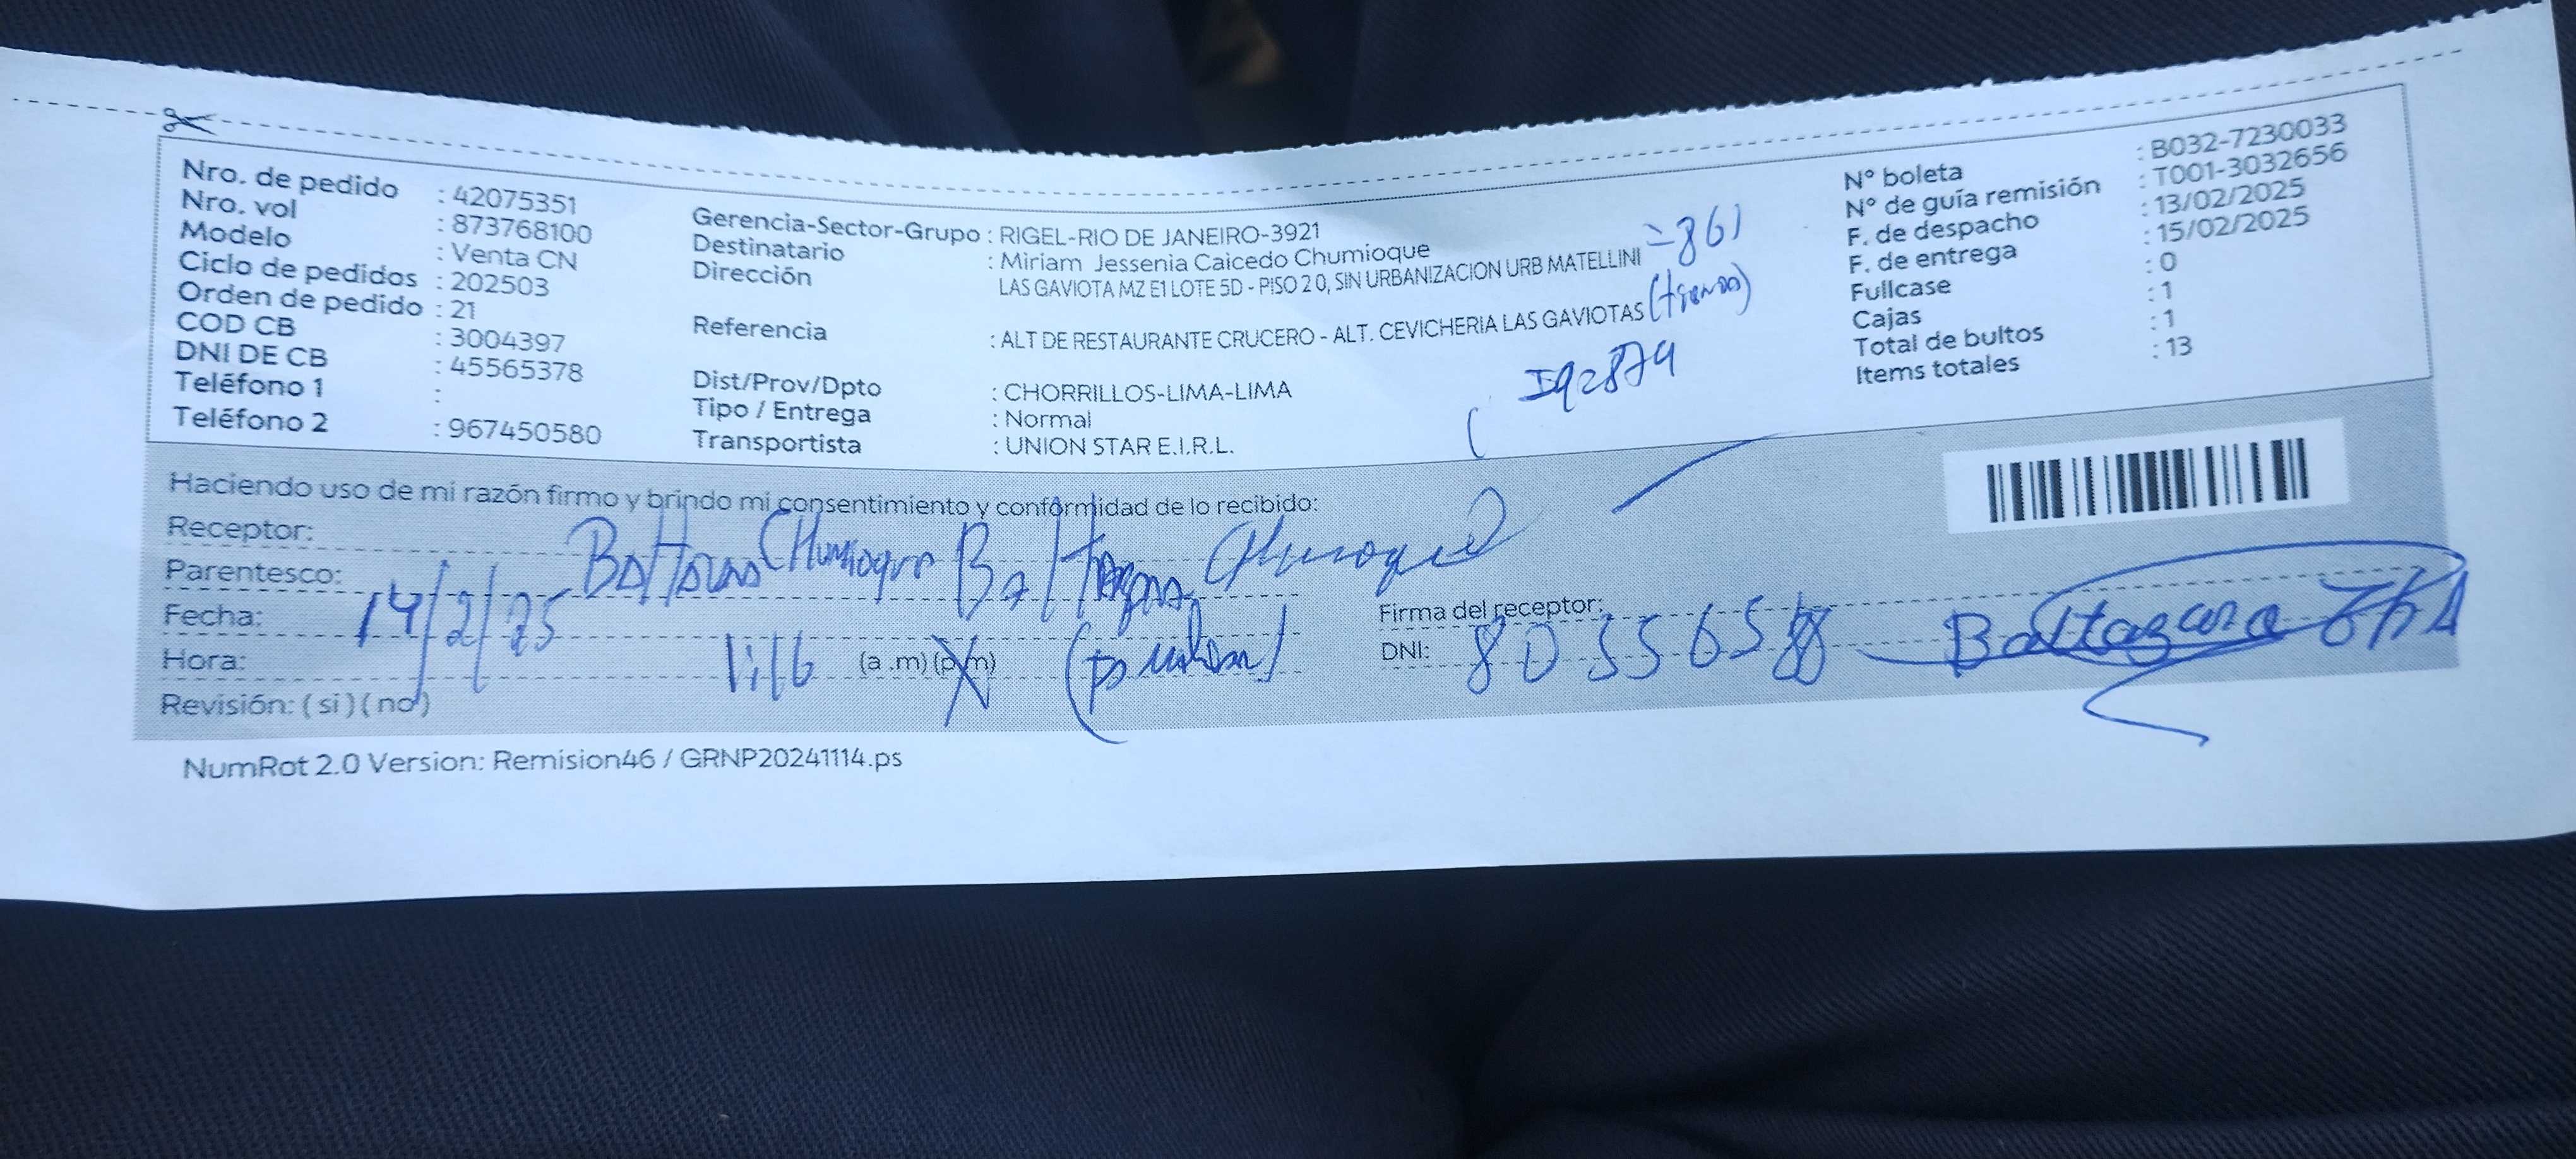 Nro. de pedido : 42075351
Nro. vol : 873768100
Modelo : Venta CN
Ciclo de pedidos : 202503
Orden de pedido : 21
COD CB : 3004397
DNI DE CB : 45565378
Teléfono 1 :
Teléfono 2 : 967450580
Gerencia-Sector-Grupo : RIGEL-RIO DE JANEIRO-3921
Destinatario : Miriam Jessenia Caicedo Chumioque
Dirección LAS GAVIOTA MZ E1 LOTE 5D - PISO 2 0, SIN URBANIZACION URB MATELLINI
Referencia : ALT DE RESTAURANTE CRUCERO - ALT. CEVICHERIA LAS GAVIOTAS
Dist/Prov/Dpto : CHORRILLOS-LIMA-LIMA
Tipo / Entrega : Normal
Transportista : UNION STAR E.I.R.L.
N° boleta : B032-7230033
N° de guía remisión : T001-3032656
F. de despacho : 13/02/2025
F. de entrega : 15/02/2025
Fullcase : 0
Cajas : 1
Total de bultos : 1
Items totales : 13
Haciendo uso de mi razón firmo y brindo mi consentimiento y conformidad de lo recibido:
Receptor:
Parentesco:
Fecha: 14/2/25
Hora: (a .m) (p.m)
Revisión: ( si ) ( no )
Firma del receptor:
DNI:
NumRot 2.0 Version: Remision46 / GRNP20241114.ps